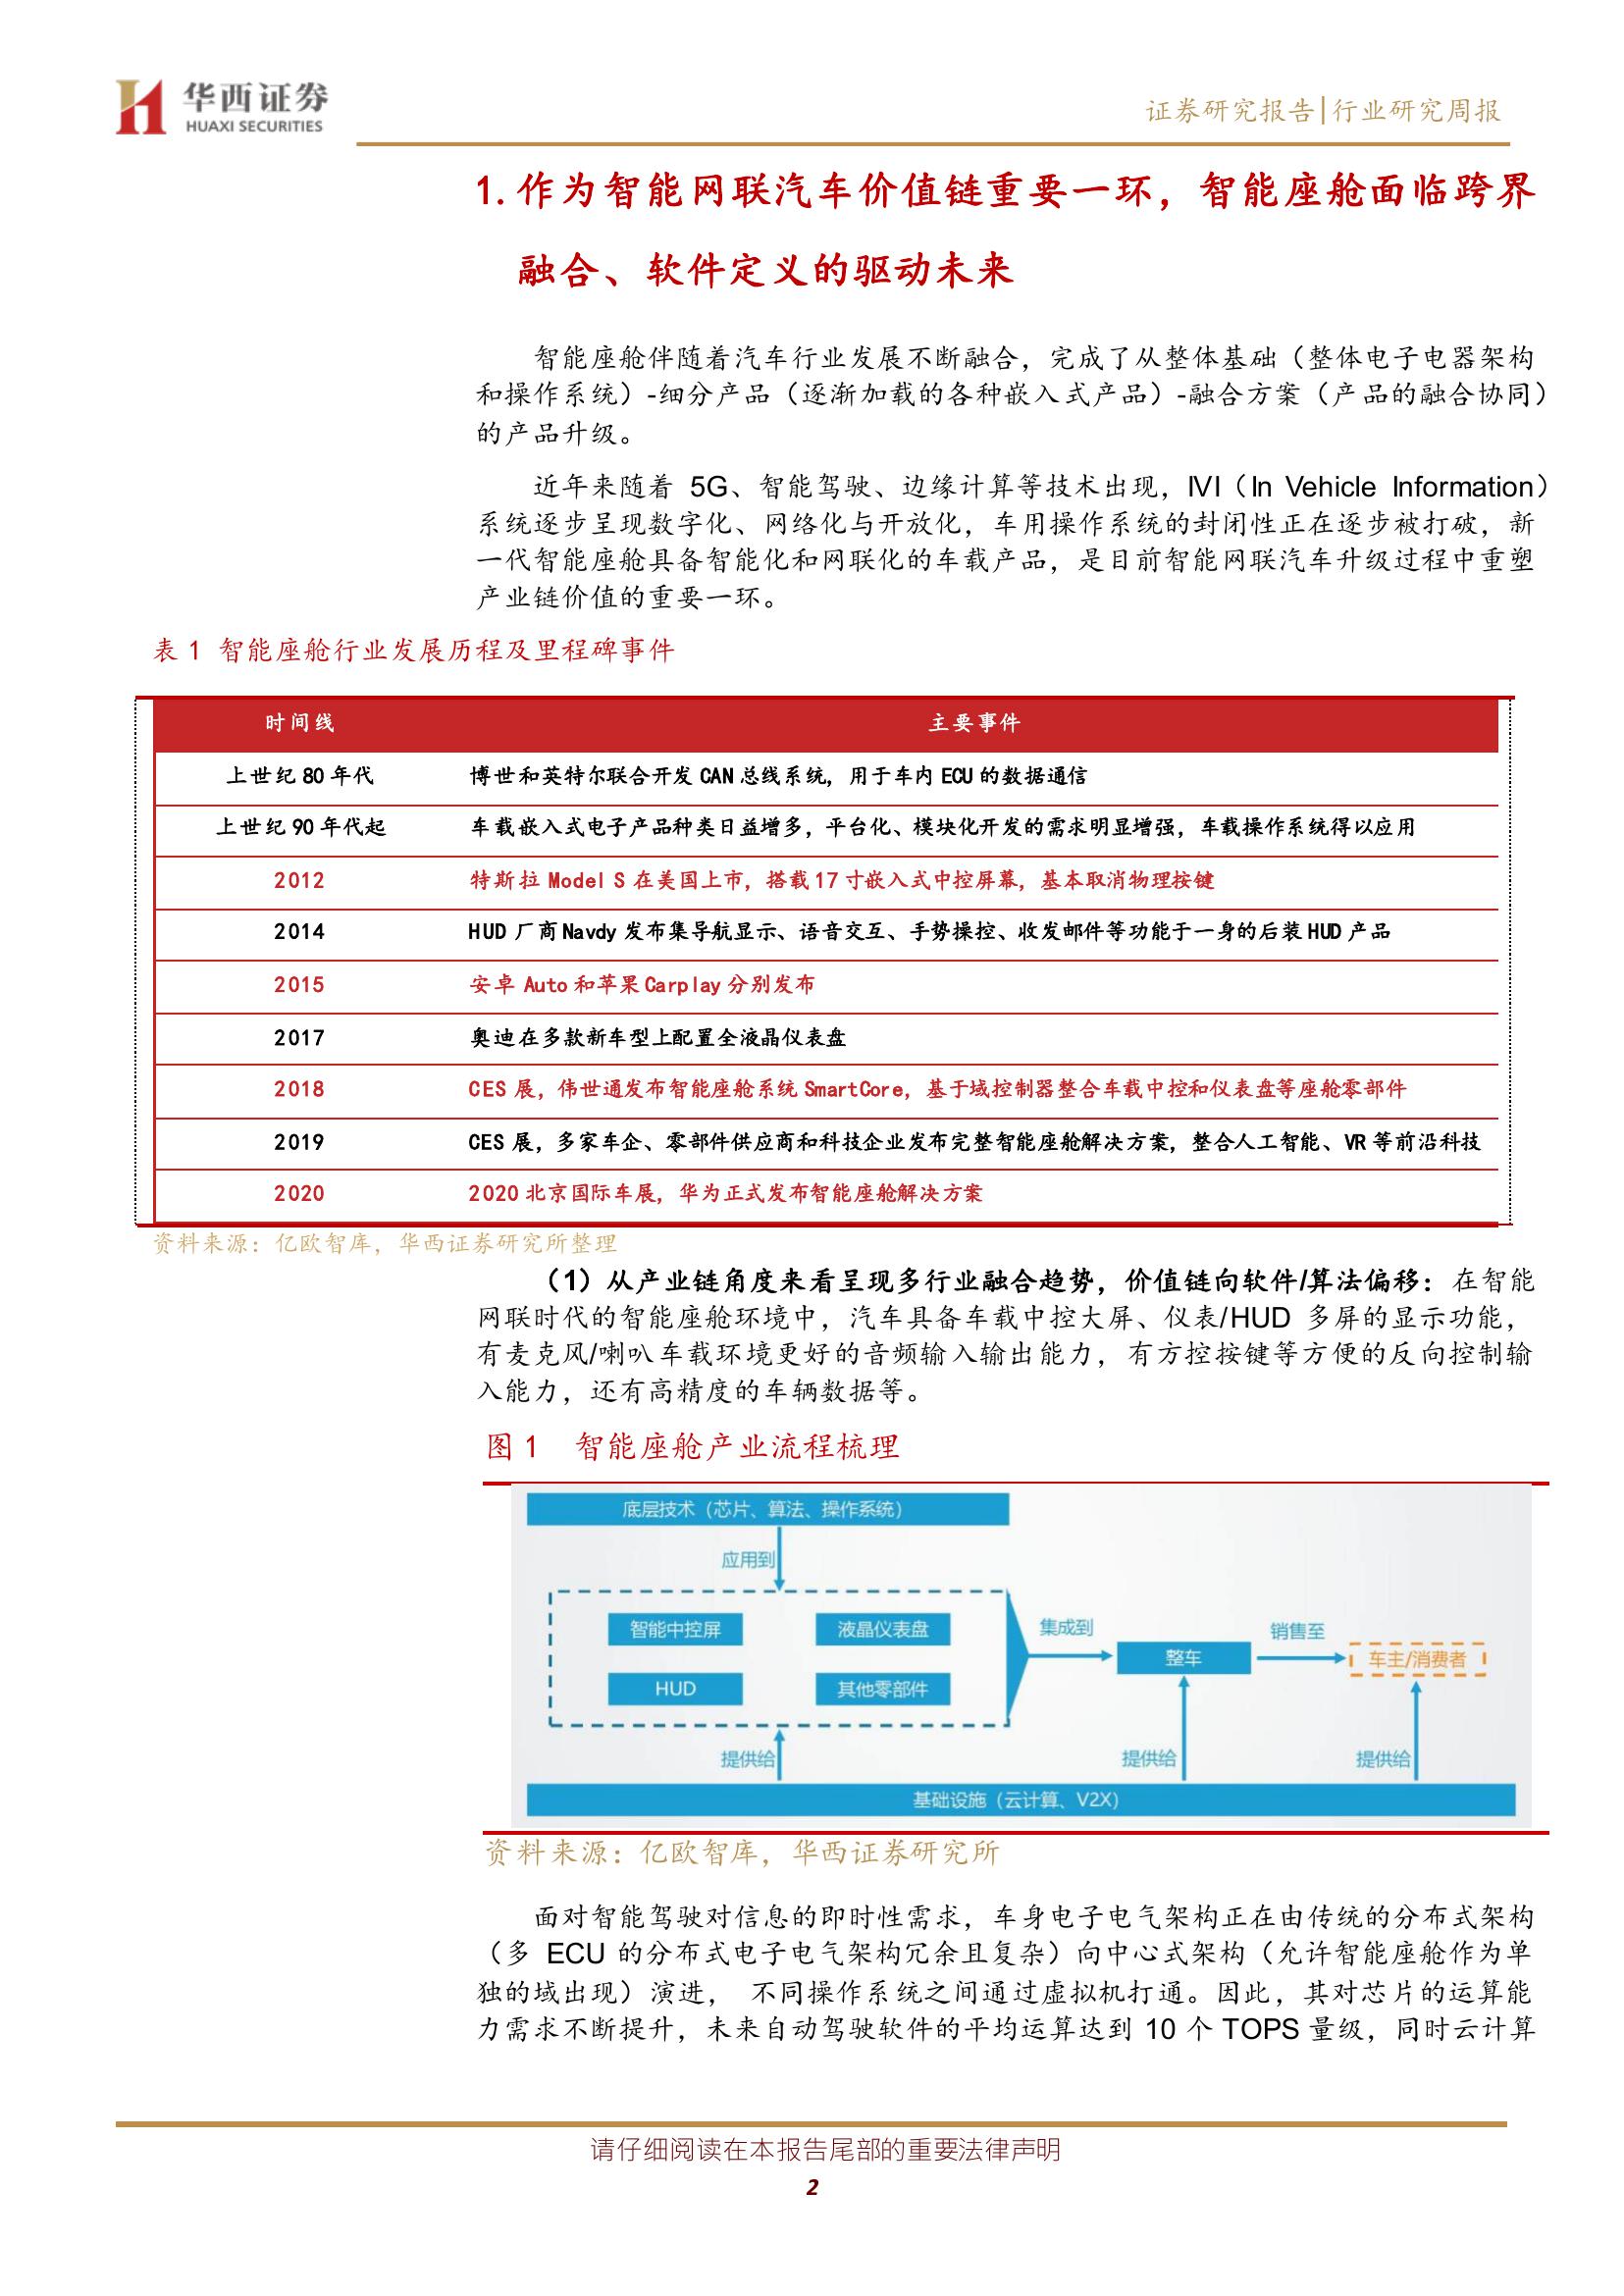 华西证券
HUAXI SECURITIES
证券研究报告|行业研究周报
1. 作为智能网联汽车价值链重要一环，智能座舱面临跨界
融合、软件定义的驱动未来
智能座舱伴随着汽车行业发展不断融合，完成了从整体基础（整体电子电器架构
和操作系统）-细分产品（逐渐加载的各种嵌入式产品）-融合方案（产品的融合协同）
的产品升级。
近年来随着 5G、智能驾驶、边缘计算等技术出现，IVI（In Vehicle Information）
系统逐步呈现数字化、网络化与开放化，车用操作系统的封闭性正在逐步被打破，新
一代智能座舱具备智能化和网联化的车载产品，是目前智能网联汽车升级过程中重塑
产业链价值的重要一环。
表 1 智能座舱行业发展历程及里程碑事件
时间线 主要事件
上世纪 80 年代 博世和英特尔联合开发 CAN 总线系统，用于车内 ECU 的数据通信
上世纪 90 年代起 车载嵌入式电子产品种类日益增多，平台化、模块化开发的需求明显增强，车载操作系统得以应用
2012 特斯拉 Model S 在美国上市，搭载 17 寸嵌入式中控屏幕，基本取消物理按键
2014 HUD 厂商 Navdy 发布集导航显示、语音交互、手势操控、收发邮件等功能于一身的后装 HUD 产品
2015 安卓 Auto 和苹果 Carplay 分别发布
2017 奥迪在多款新车型上配置全液晶仪表盘
2018 CES 展，伟世通发布智能座舱系统 SmartCore，基于域控制器整合车载中控和仪表盘等座舱零部件
2019 CES 展，多家车企、零部件供应商和科技企业发布完整智能座舱解决方案，整合人工智能、VR 等前沿科技
2020 2020 北京国际车展，华为正式发布智能座舱解决方案
资料来源：亿欧智库，华西证券研究所整理
（1）从产业链角度来看呈现多行业融合趋势，价值链向软件/算法偏移：在智能
网联时代的智能座舱环境中，汽车具备车载中控大屏、仪表/HUD 多屏的显示功能，
有麦克风/喇叭车载环境更好的音频输入输出能力，有方控按键等方便的反向控制输
入能力，还有高精度的车辆数据等。
图 1 智能座舱产业流程梳理
底层技术（芯片、算法、操作系统）
应用到
智能中控屏 液晶仪表盘
HUD 其他零部件
集成到
整车
销售至
车主/消费者
提供给 提供给 提供给
基础设施（云计算、V2X）
资料来源：亿欧智库，华西证券研究所
面对智能驾驶对信息的即时性需求，车身电子电气架构正在由传统的分布式架构
（多 ECU 的分布式电子电气架构冗余且复杂）向中心式架构（允许智能座舱作为单
独的域出现）演进， 不同操作系统之间通过虚拟机打通。因此，其对芯片的运算能
力需求不断提升，未来自动驾驶软件的平均运算达到 10 个 TOPS 量级，同时云计算
请仔细阅读在本报告尾部的重要法律声明
2